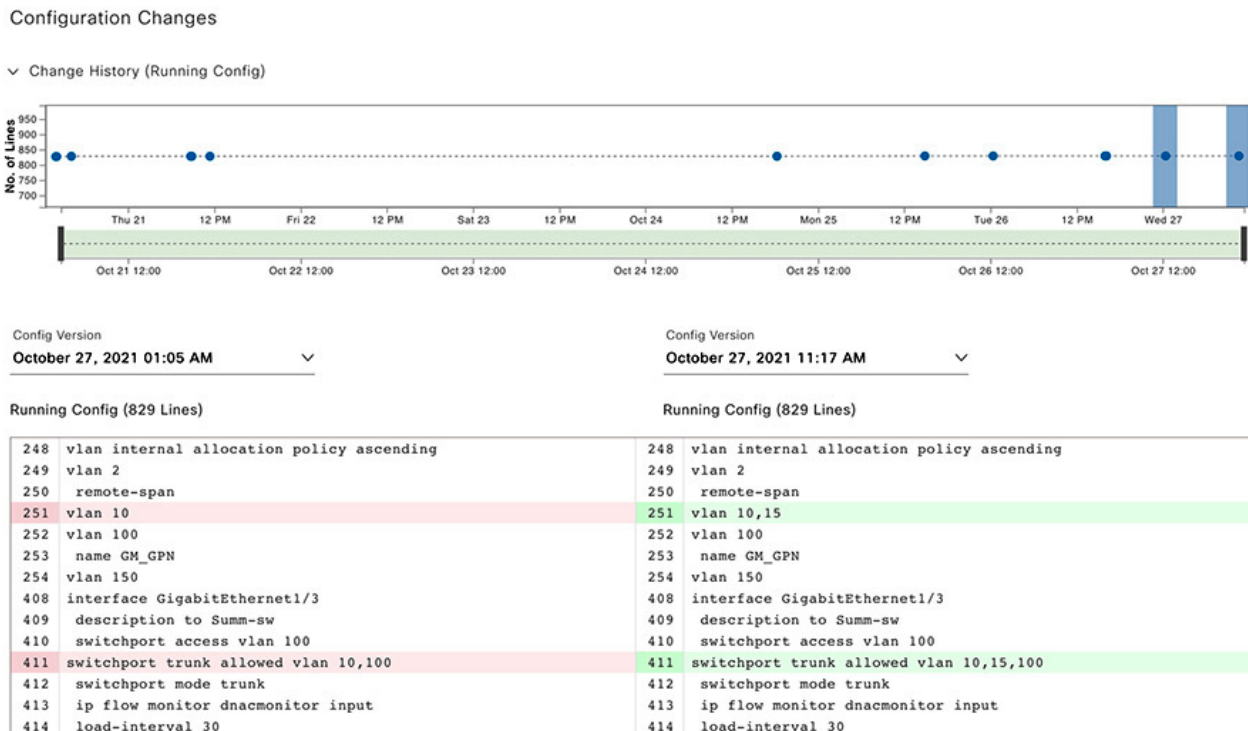 Configuration Changes
Change History (Running Config)
No. of Lines
950
900
850
800
750
700
Thu 21 12 PM Fri 22 12 PM Sat 23 12 PM Oct 24 12 PM Mon 25 12 PM Tue 26 12 PM Wed 27
Oct 21 12:00 Oct 22 12:00 Oct 23 12:00 Oct 24 12:00 Oct 25 12:00 Oct 26 12:00 Oct 27 12:00
Config Version
October 27, 2021 01:05 AM
Running Config (829 Lines)
248 vlan internal allocation policy ascending
249 vlan 2
250 remote-span
251 vlan 10
252 vlan 100
253 name GM_GPN
254 vlan 150
408 interface GigabitEthernet1/3
409 description to Summ-sw
410 switchport access vlan 100
411 switchport trunk allowed vlan 10,100
412 switchport mode trunk
413 ip flow monitor dnacmonitor input
414 load-interval 30
Config Version
October 27, 2021 11:17 AM
Running Config (829 Lines)
248 vlan internal allocation policy ascending
249 vlan 2
250 remote-span
251 vlan 10,15
252 vlan 100
253 name GM_GPN
254 vlan 150
408 interface GigabitEthernet1/3
409 description to Summ-sw
410 switchport access vlan 100
411 switchport trunk allowed vlan 10,15,100
412 switchport mode trunk
413 ip flow monitor dnacmonitor input
414 load-interval 30